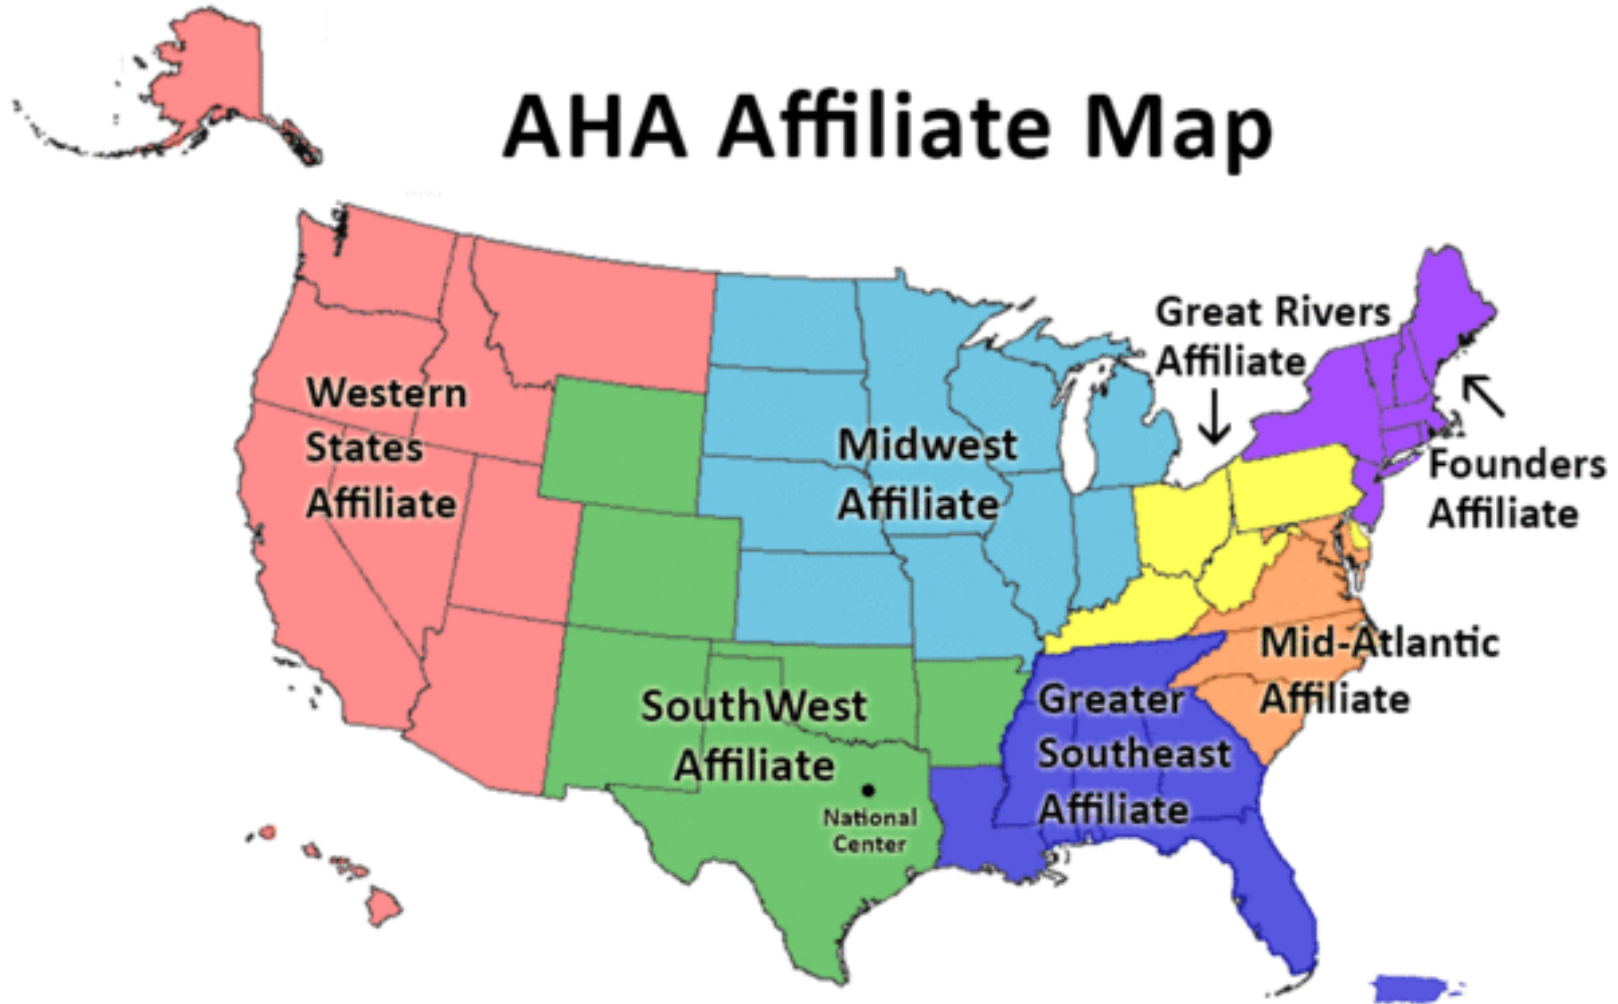 AHA Affiliate Map
Great Rivers
Affiliate
Western
States
Affiliate
Midwest
Affiliate
Founders
Affiliate
Mid-Atlantic
Affiliate
SouthWest
Affiliate
Greater
Southeast
Affiliate
National
Center